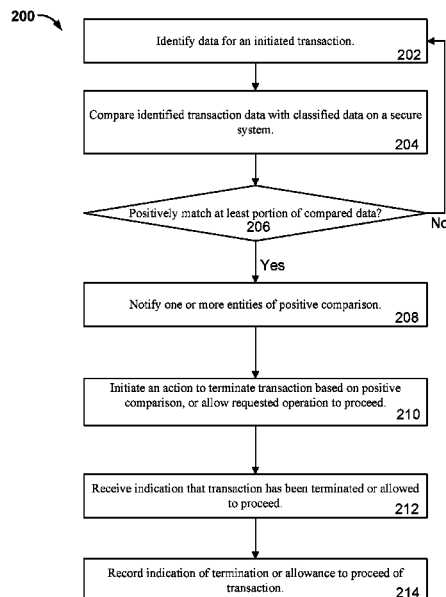 200
Identify data for an initiated transaction.
202
Compare identified transaction data with classified data on a secure
system.
204
Positively match at least portion of compared data?
206
No
Yes
Notify one or more entities of positive comparison.
208
Initiate an action to terminate transaction based on positive
comparison, or allow requested operation to proceed.
210
Receive indication that transaction has been terminated or allowed
to proceed.
212
Record indication of termination or allowance to proceed of
transaction.
214